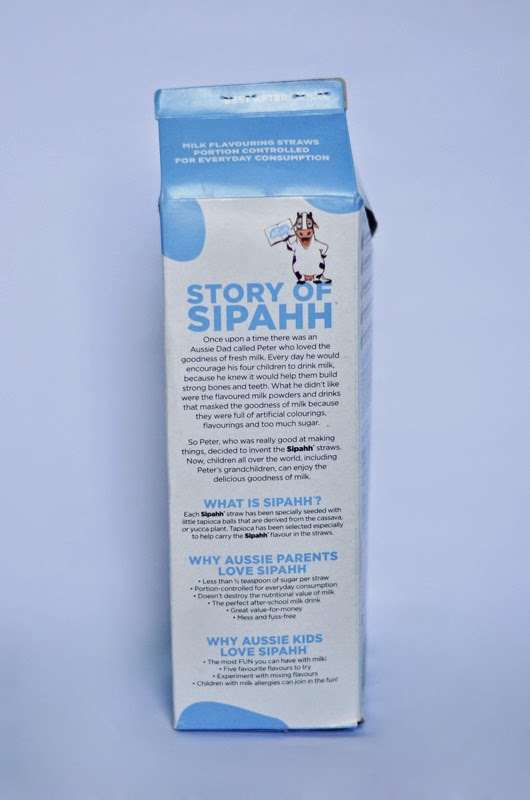 MILK FLAVOURING STRAWS
PORTION CONTROLLED
FOR EVERYDAY CONSUMPTION
STORY OF
SIPAHH
Once upon a time there was an
Aussie Dad called Peter who loved the
goodness of fresh milk. Every day he would
encourage his four children to drink milk,
because he knew it would help them build
strong bones and teeth. What he didn't like
were the flavoured milk powders and drinks
that masked the goodness of milk because
they were full of artificial colourings,
flavourings and too much sugar.
So Peter, who was really good at making
things, decided to invent the Sipahh® straws.
Now, children all over the world, including
Peter's grandchildren, can enjoy the
delicious goodness of milk.
WHAT IS SIPAHH®?
Each Sipahh® straw has been specially seeded with
little tapioca balls that are derived from the cassava,
or yucca plant. Tapioca has been selected especially
to help carry the Sipahh® flavour in the straws.
WHY AUSSIE PARENTS
LOVE SIPAHH®
• Less than ½ teaspoon of sugar per straw
• Portion-controlled for everyday consumption
• Doesn't destroy the nutritional value of milk
• The perfect after-school milk drink
• Great value-for-money
• Mess and fuss-free
WHY AUSSIE KIDS
LOVE SIPAHH®
• The most FUN you can have with milk!
• Five favourite flavours to try
• Experiment with mixing flavours
• Children with milk allergies can join in the fun!